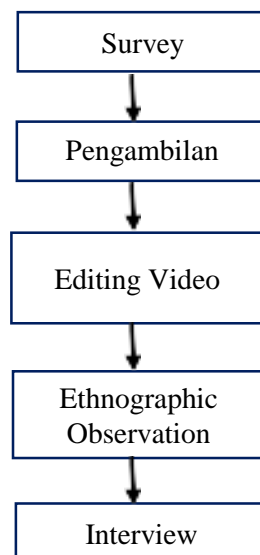 Survey
Pengambilan
Editing Video
Ethnographic
Observation
Interview